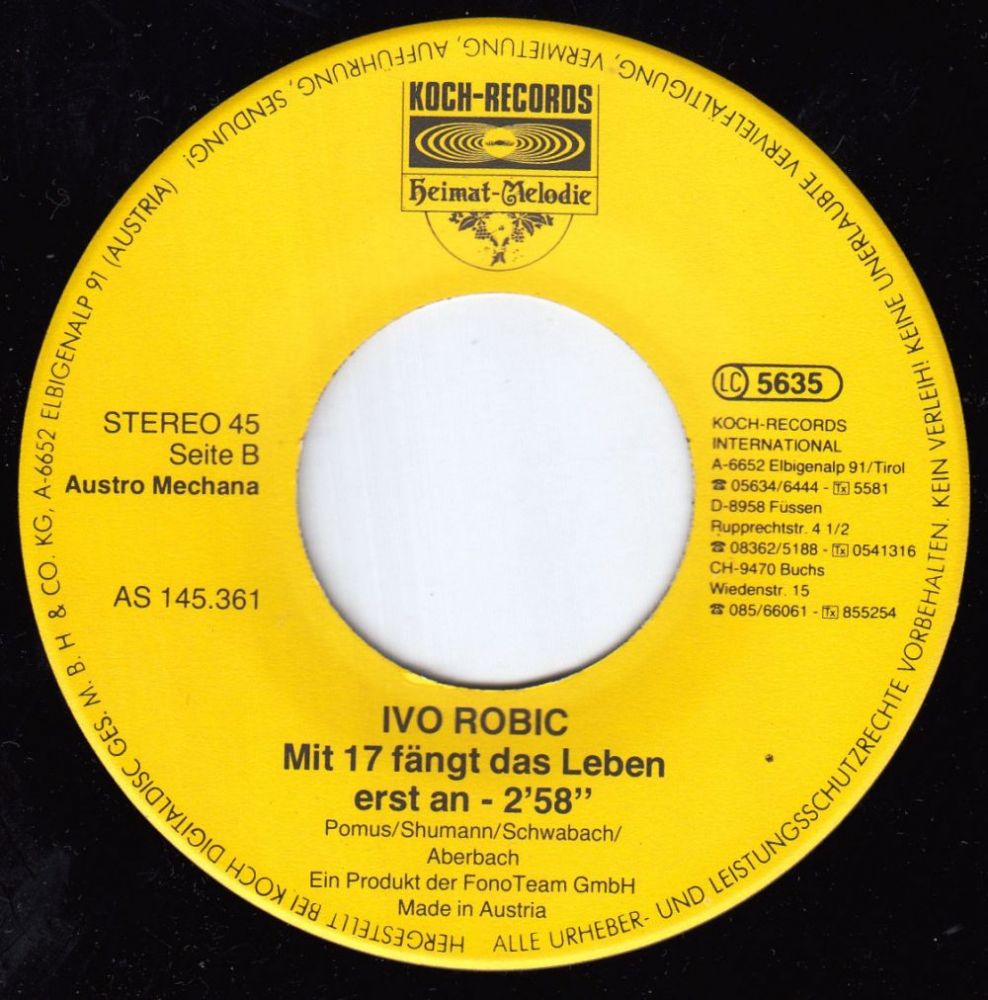 KOCH-RECORDS
Heimat-Melodie
STEREO 45
Seite B
Austro Mechana
AS 145.361
LC 5635
KOCH-RECORDS
INTERNATIONAL
A-6652 Elbigenalp 91/Tirol
☎ 05634/6444 - Tx 5581
D-8958 Füssen
Rupprechtstr. 4 1/2
☎ 08362/5188 - Tx 0541316
CH-9470 Buchs
Wiedenstr. 15
☎ 085/66061 - Tx 855254
IVO ROBIC
Mit 17 fängt das Leben
erst an - 2'58''
Pomus/Shumann/Schwabach/
Aberbach
Ein Produkt der FonoTeam GmbH
Made in Austria
HERGESTELLT BEI KOCH DIGITALDISC GES. M. B. H & CO. KG, A-6652 ELBIGENALP 91 (AUSTRIA)
ALLE URHEBER- UND LEISTUNGSSCHUTZRECHTE VORBEHALTEN. KEIN VERLEIH! KEINE UNERLAUBTE VERVIELFÄLTIGUNG, VERMIETUNG, AUFFÜHRUNG, SENDUNG!